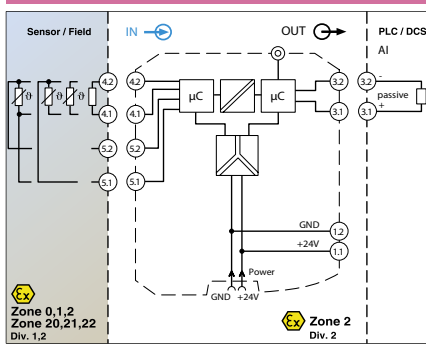 Sensor / Field
IN
OUT
PLC / DCS
AI
4.2
4.2
µC
µC
3.2
3.2
-
passive
+
ϑ
ϑ
ϑ
4.1
4.1
3.1
3.1
5.2
5.2
5.1
5.1
GND
1.2
+24V
1.1
Power
GND +24V
Ex
Zone 0,1,2
Zone 20,21,22
Div. 1,2
Ex
Zone 2
Div. 2